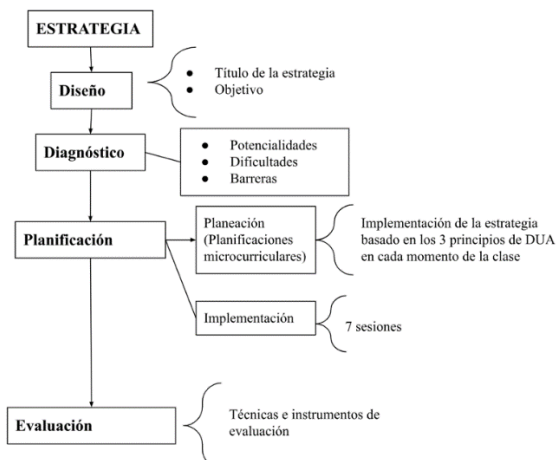 ESTRATEGIA
Diseño
● Título de la estrategia
● Objetivo
Diagnóstico
● Potencialidades
● Dificultades
● Barreras
Planificación
Planeación
(Planificaciones
microcurriculares)
Implementación de la estrategia
basado en los 3 principios de DUA
en cada momento de la clase
Implementación
7 sesiones
Evaluación
Técnicas e instrumentos de
evaluación